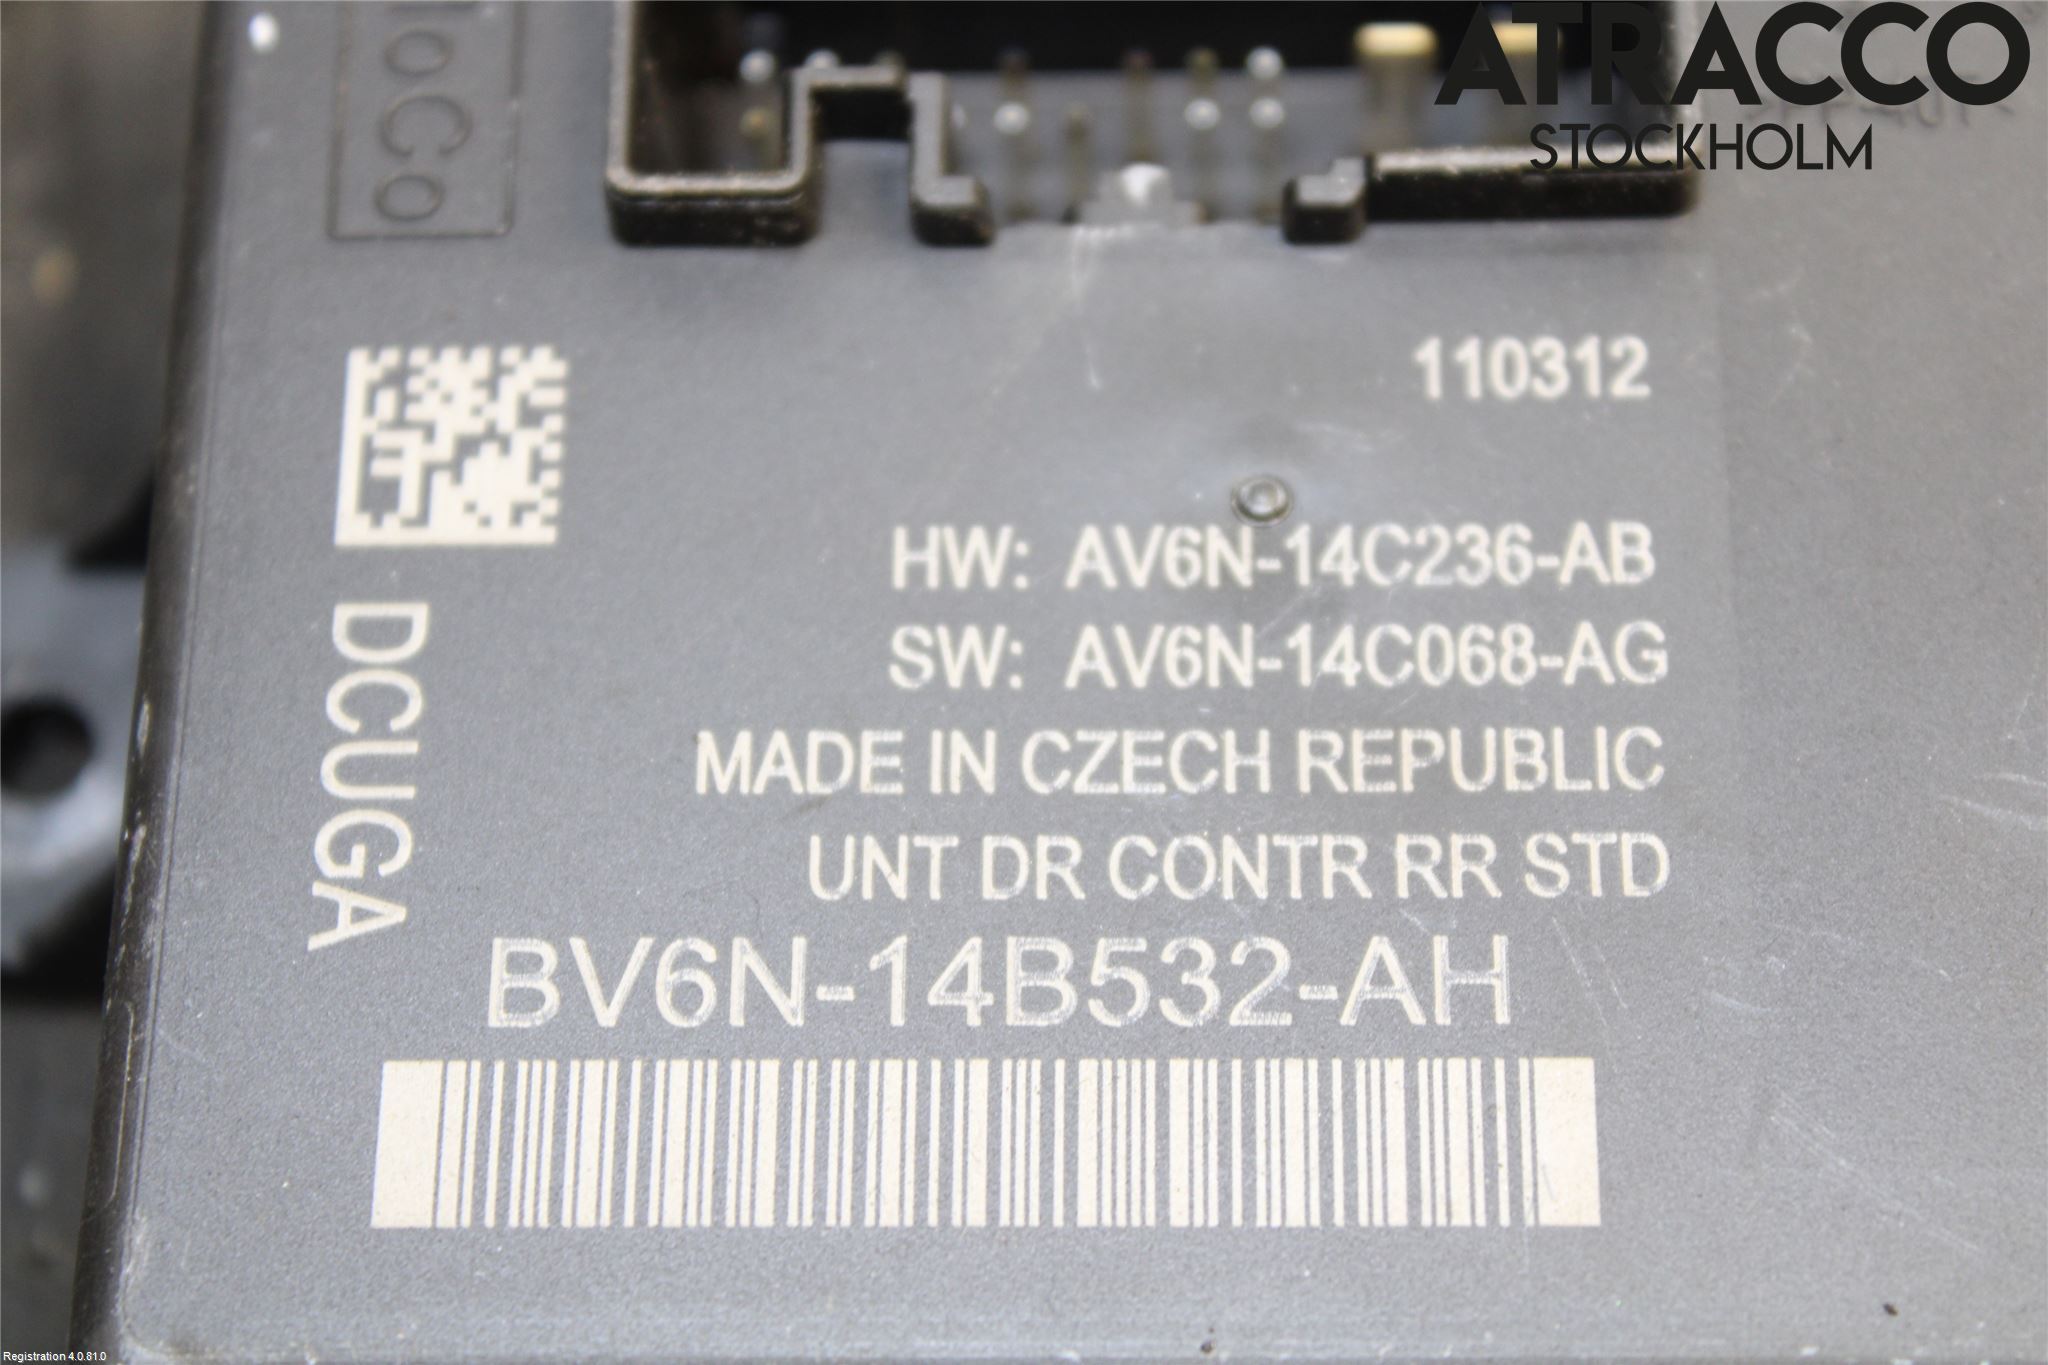 ATRACCO
STOCKHOLM
110312
HW: AV6N-14C236-AB
SW: AV6N-14C068-AG
MADE IN CZECH REPUBLIC
UNT DR CONTR RR STD
DCUGA
BV6N-14B532-AH
Registration 4.0.81.0